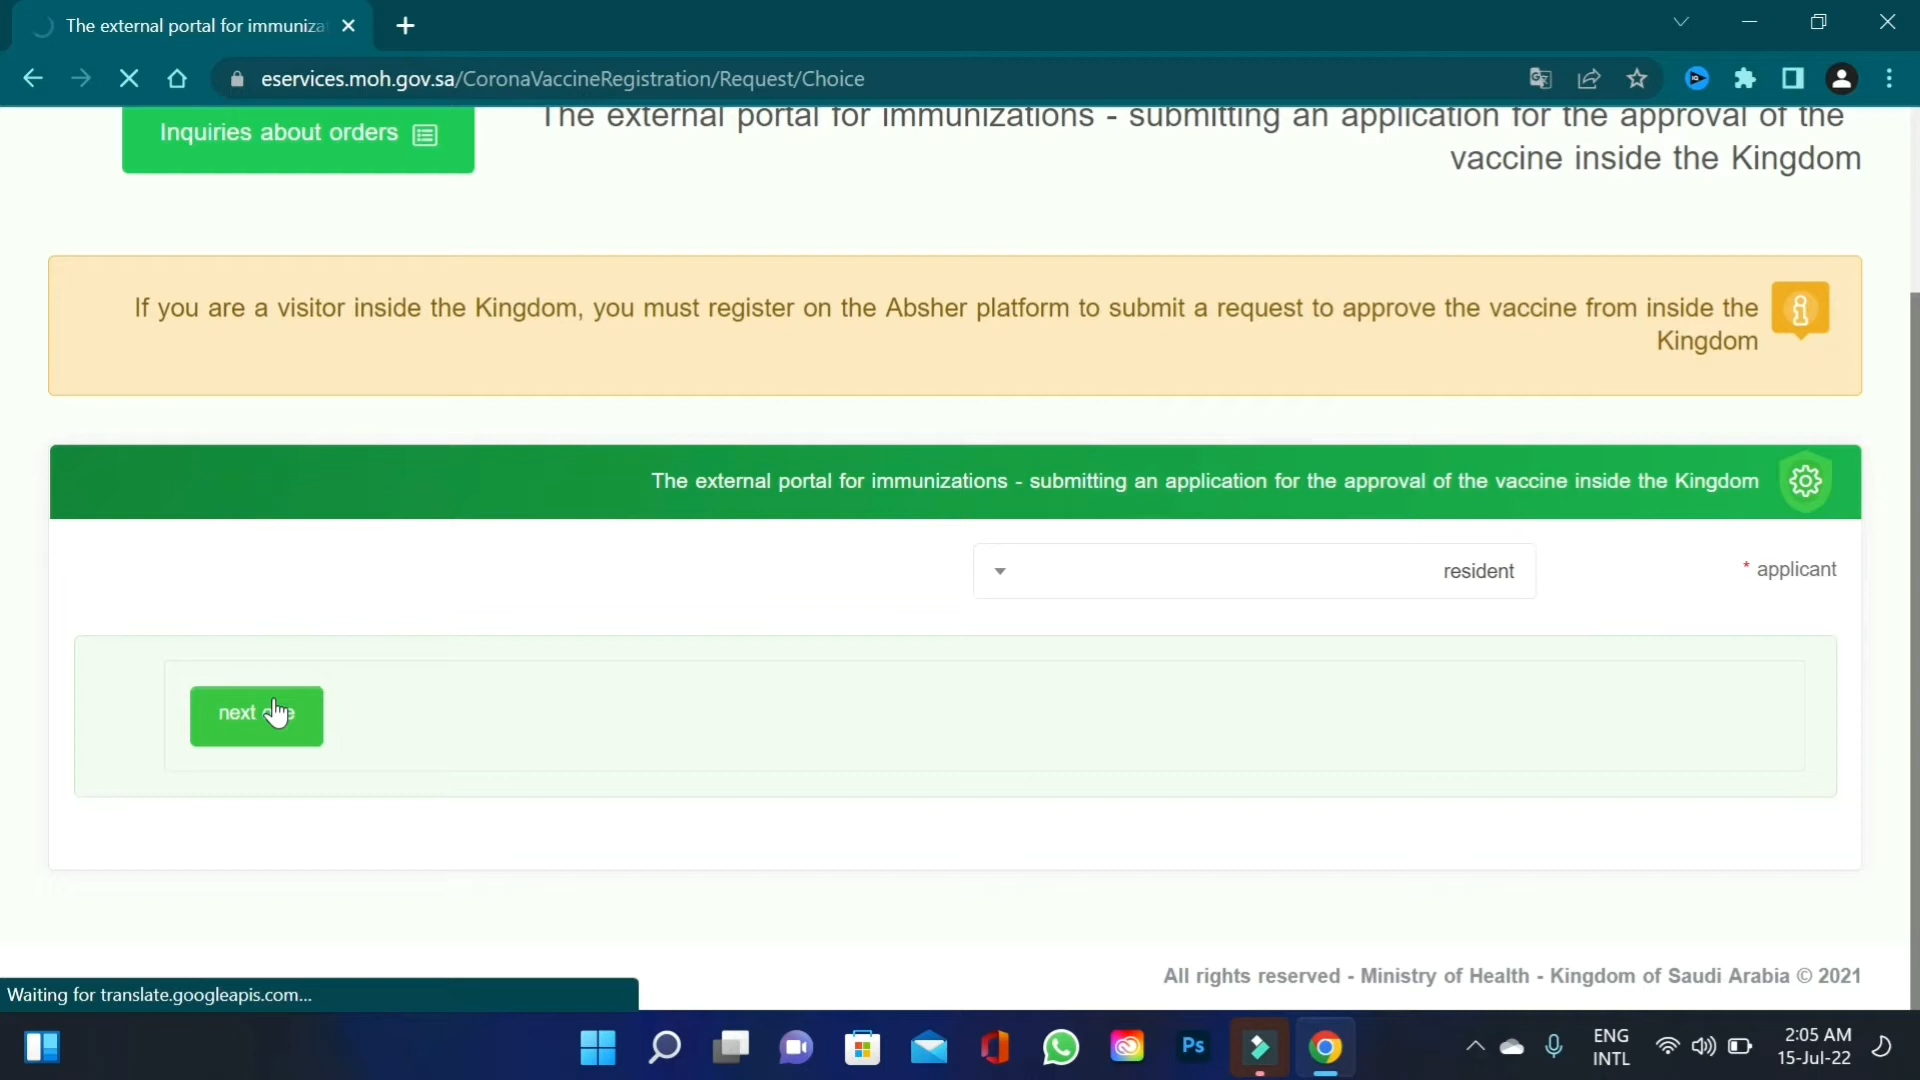 The external portal for immuniza
eservices.moh.gov.sa/CoronaVaccineRegistration/Request/Choice
Inquiries about orders
The external portal for immunizations - submitting an application for the approval of the
vaccine inside the Kingdom
If you are a visitor inside the Kingdom, you must register on the Absher platform to submit a request to approve the vaccine from inside the
Kingdom
The external portal for immunizations - submitting an application for the approval of the vaccine inside the Kingdom
resident
* applicant
next
All rights reserved - Ministry of Health - Kingdom of Saudi Arabia © 2021
Waiting for translate.googleapis.com...
Ps
ENG
INTL
2:05 AM
15-Jul-22